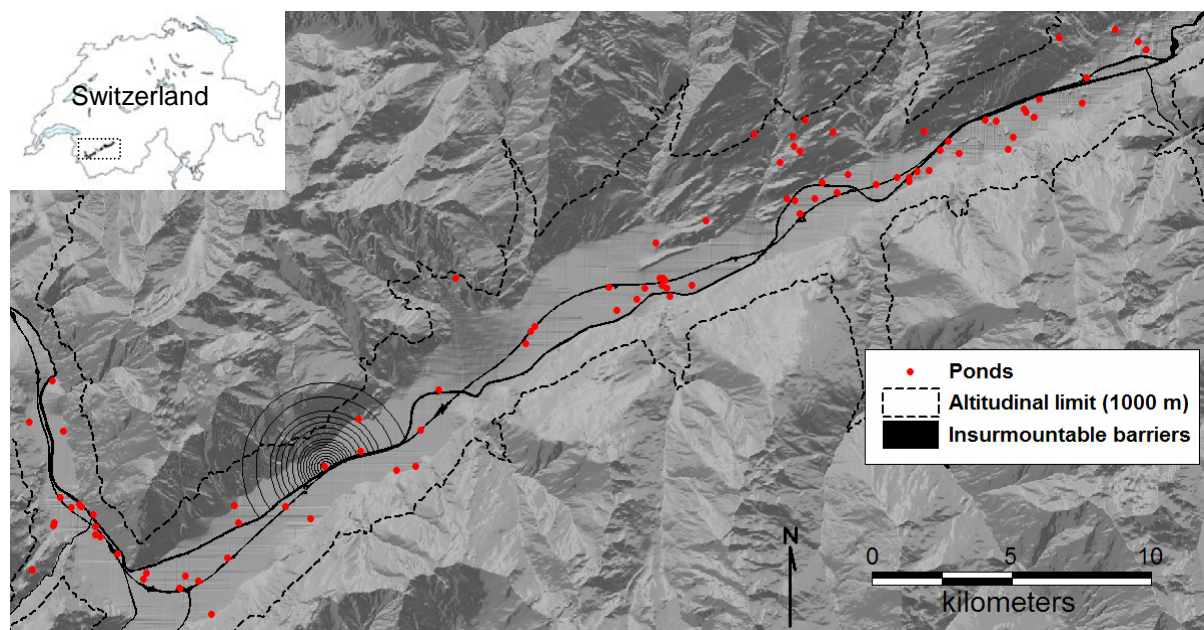 Switzerland
Ponds
Altitudinal limit (1000 m)
Insurmountable barriers
N
0 5 10
kilometers